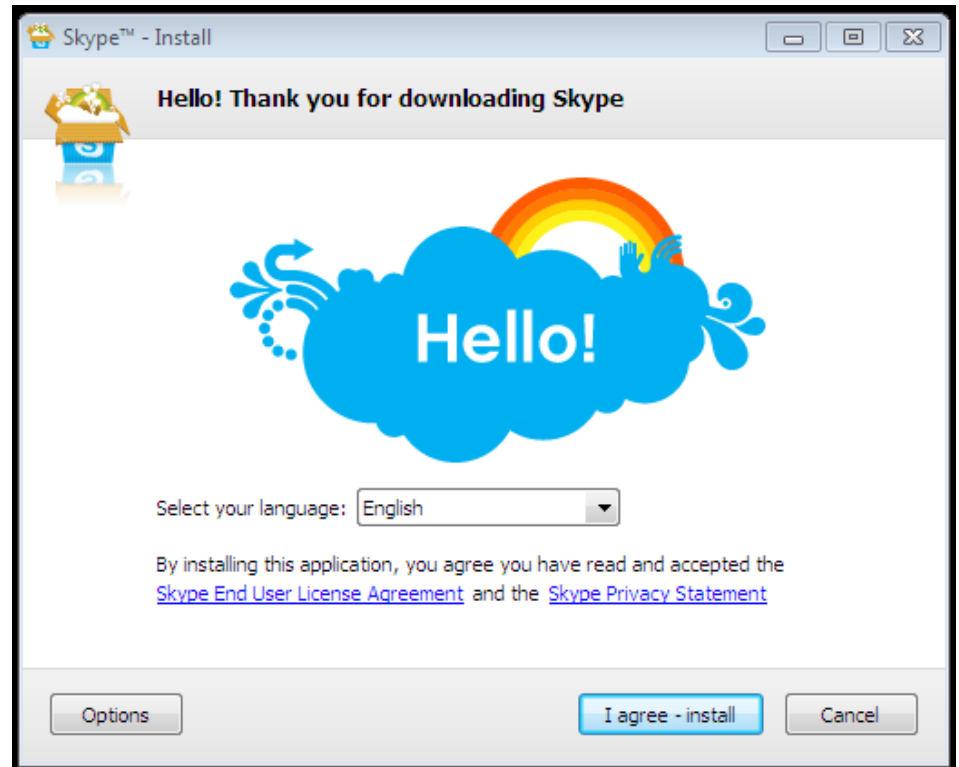 Skype™ - Install
Hello! Thank you for downloading Skype
Hello!
Select your language: English
By installing this application, you agree you have read and accepted the
Skype End User License Agreement and the Skype Privacy Statement
Options I agree - install Cancel